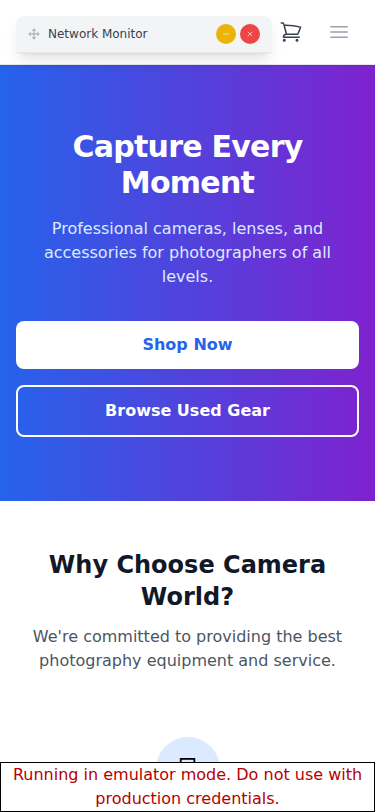 Network Monitor
Capture Every
Moment
Professional cameras, lenses, and
accessories for photographers of all
levels.
Shop Now
Browse Used Gear
Why Choose Camera
World?
We're committed to providing the best
photography equipment and service.
Running in emulator mode. Do not use with
production credentials.